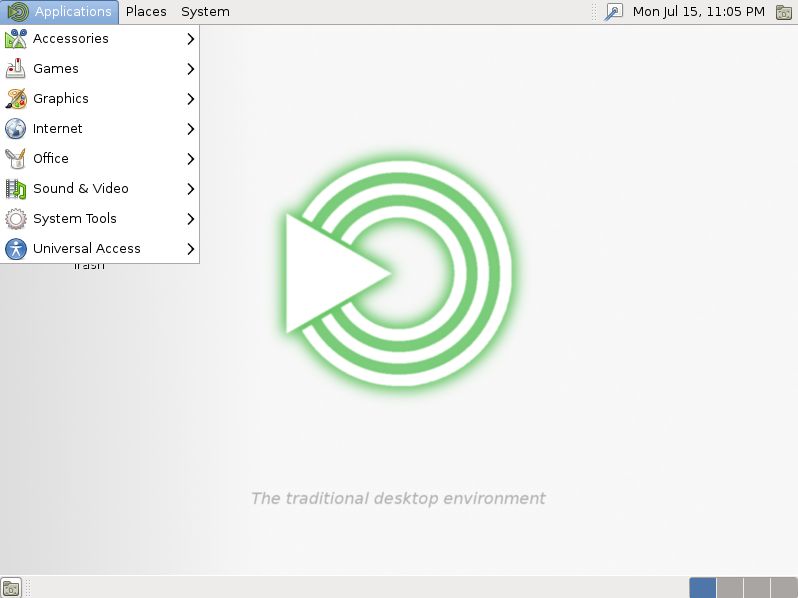 Applications Places System Mon Jul 15, 11:05 PM
Accessories
Games
Graphics
Internet
Office
Sound & Video
System Tools
Universal Access
Trash
The traditional desktop environment